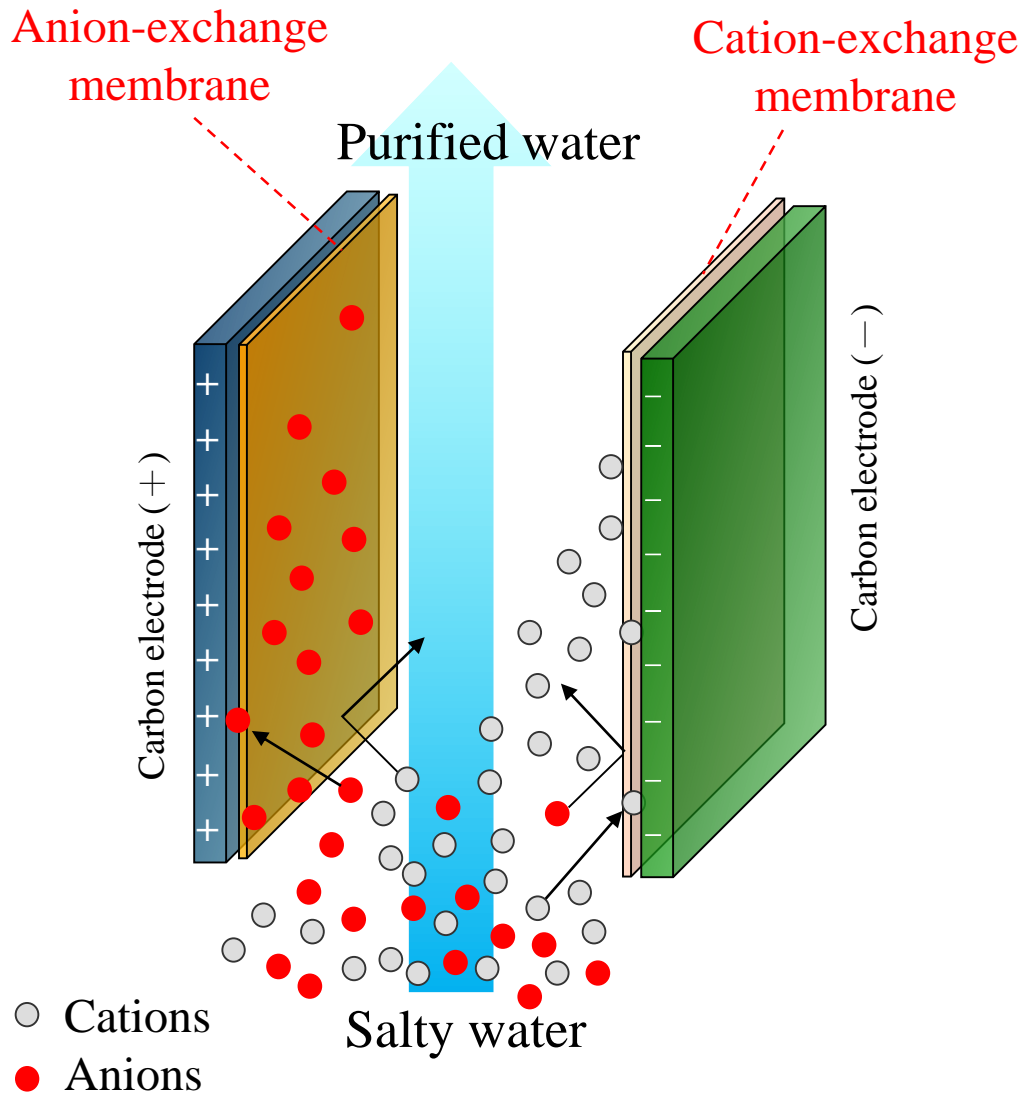 Anion-exchange
membrane
Cation-exchange
membrane
Purified water
Carbon electrode (+)
+
+
+
+
+
+
+
+
+
Carbon electrode (—)
—
—
—
—
—
—
—
—
—
Salty water
Cations
Anions